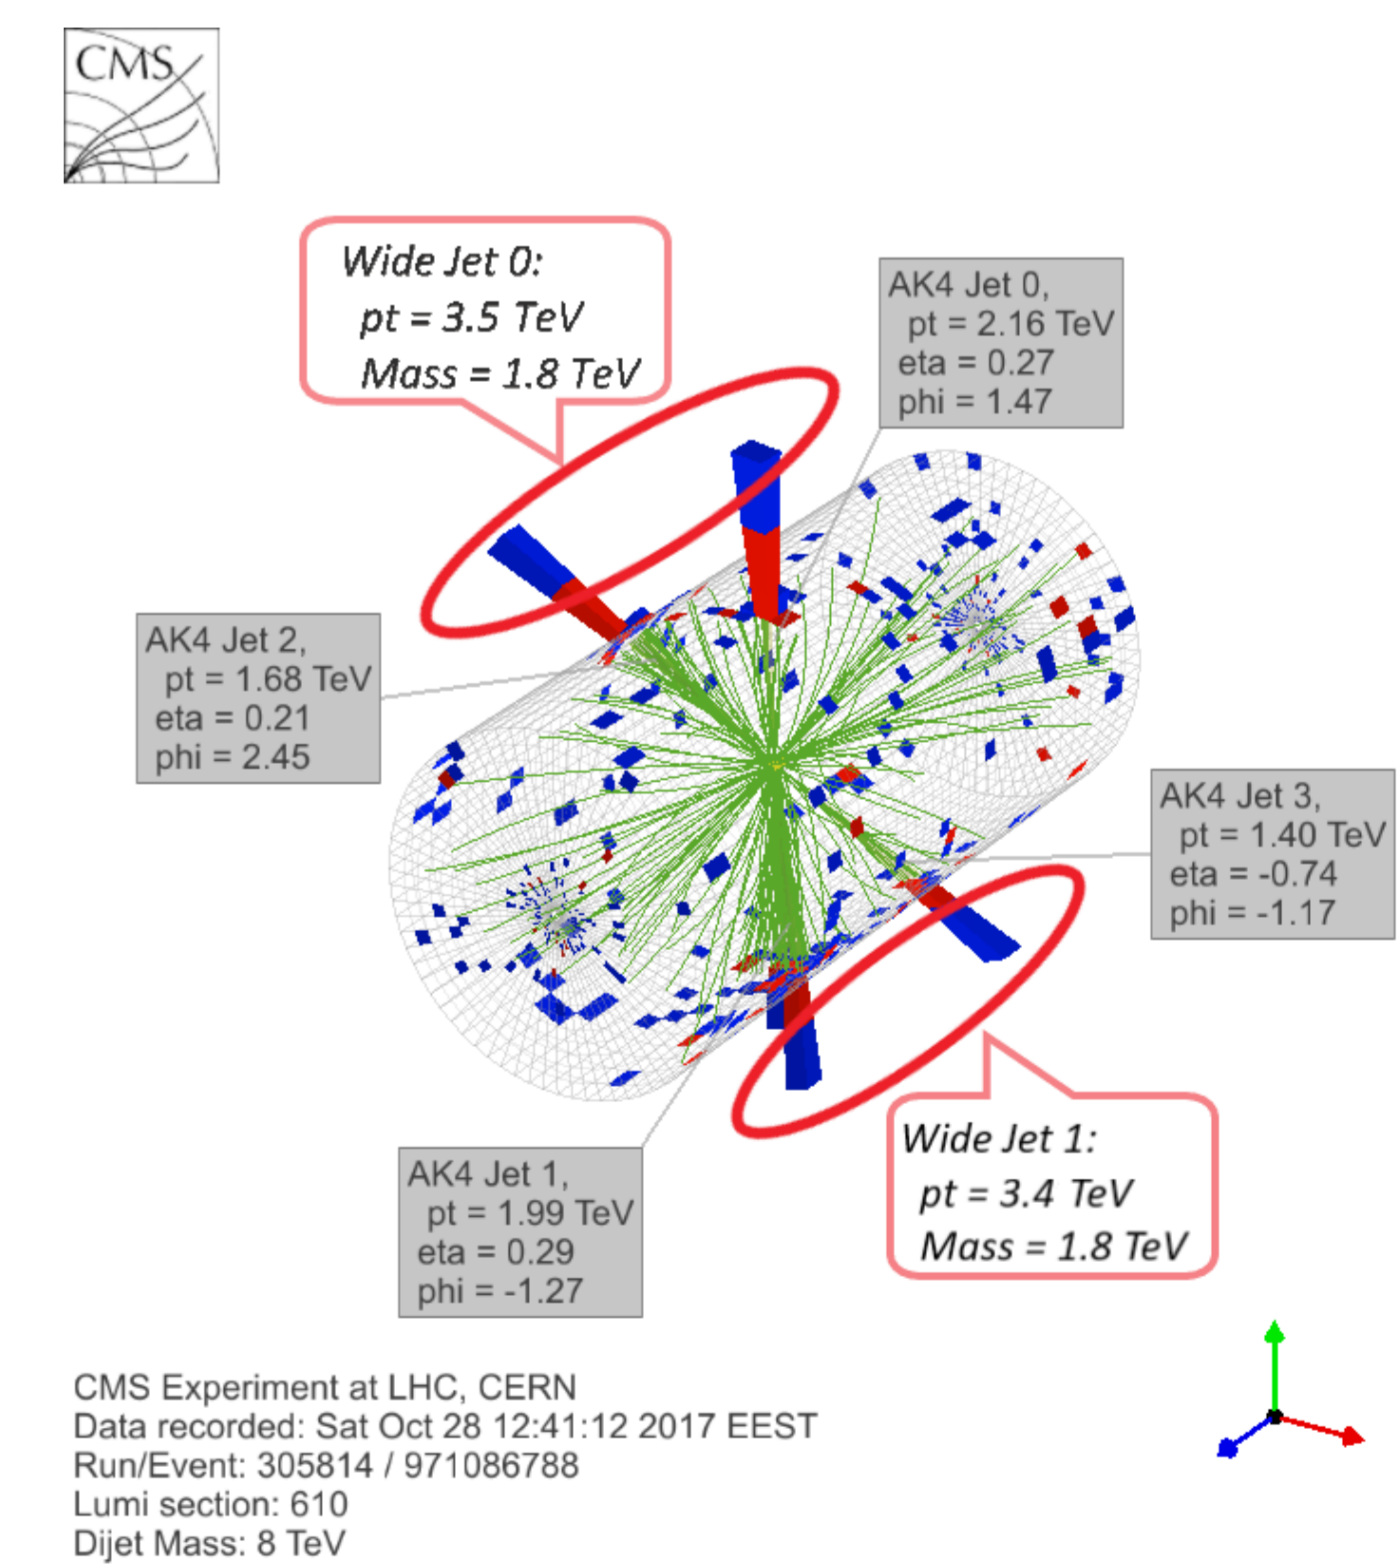 CMS
Wide Jet 0:
pt = 3.5 TeV
Mass = 1.8 TeV
AK4 Jet 0,
pt = 2.16 TeV
eta = 0.27
phi = 1.47
AK4 Jet 2,
pt = 1.68 TeV
eta = 0.21
phi = 2.45
AK4 Jet 3,
pt = 1.40 TeV
eta = -0.74
phi = -1.17
Wide Jet 1:
pt = 3.4 TeV
Mass = 1.8 TeV
AK4 Jet 1,
pt = 1.99 TeV
eta = 0.29
phi = -1.27
CMS Experiment at LHC, CERN
Data recorded: Sat Oct 28 12:41:12 2017 EEST
Run/Event: 305814 / 971086788
Lumi section: 610
Dijet Mass: 8 TeV